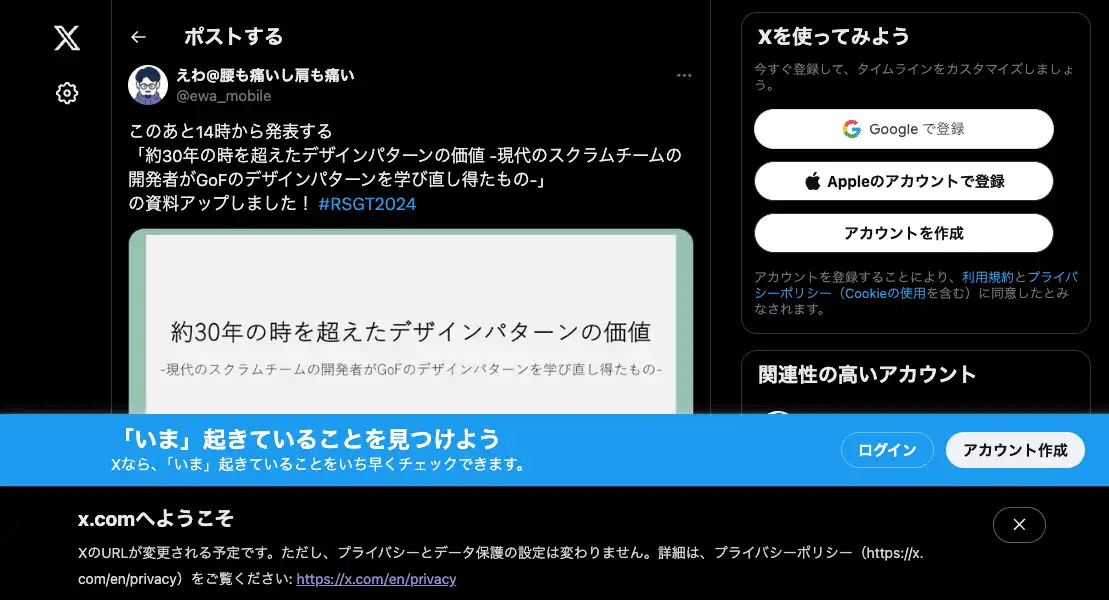 ポストする
えわ@腰も痛いし肩も痛い
@ewa_mobile
このあと14時から発表する
「約30年の時を超えたデザインパターンの価値 -現代のスクラムチームの
開発者がGoFのデザインパターンを学び直し得たもの-」
の資料アップしました！ #RSGT2024
約30年の時を超えたデザインパターンの価値
-現代のスクラムチームの開発者がGoFのデザインパターンを学び直し得たもの-
Xを使ってみよう
今すぐ登録して、タイムラインをカスタマイズしましょ
う。
Google で登録
Appleのアカウントで登録
アカウントを作成
アカウントを登録することにより、利用規約とプライバ
シーポリシー（Cookieの使用を含む）に同意したとみ
なされます。
関連性の高いアカウント
「いま」起きていることを見つけよう
Xなら、「いま」起きていることをいち早くチェックできます。
ログイン
アカウント作成
x.comへようこそ
XのURLが変更される予定です。ただし、プライバシーとデータ保護の設定は変わりません。詳細は、プライバシーポリシー（https://x.
com/en/privacy）をご覧ください: https://x.com/en/privacy